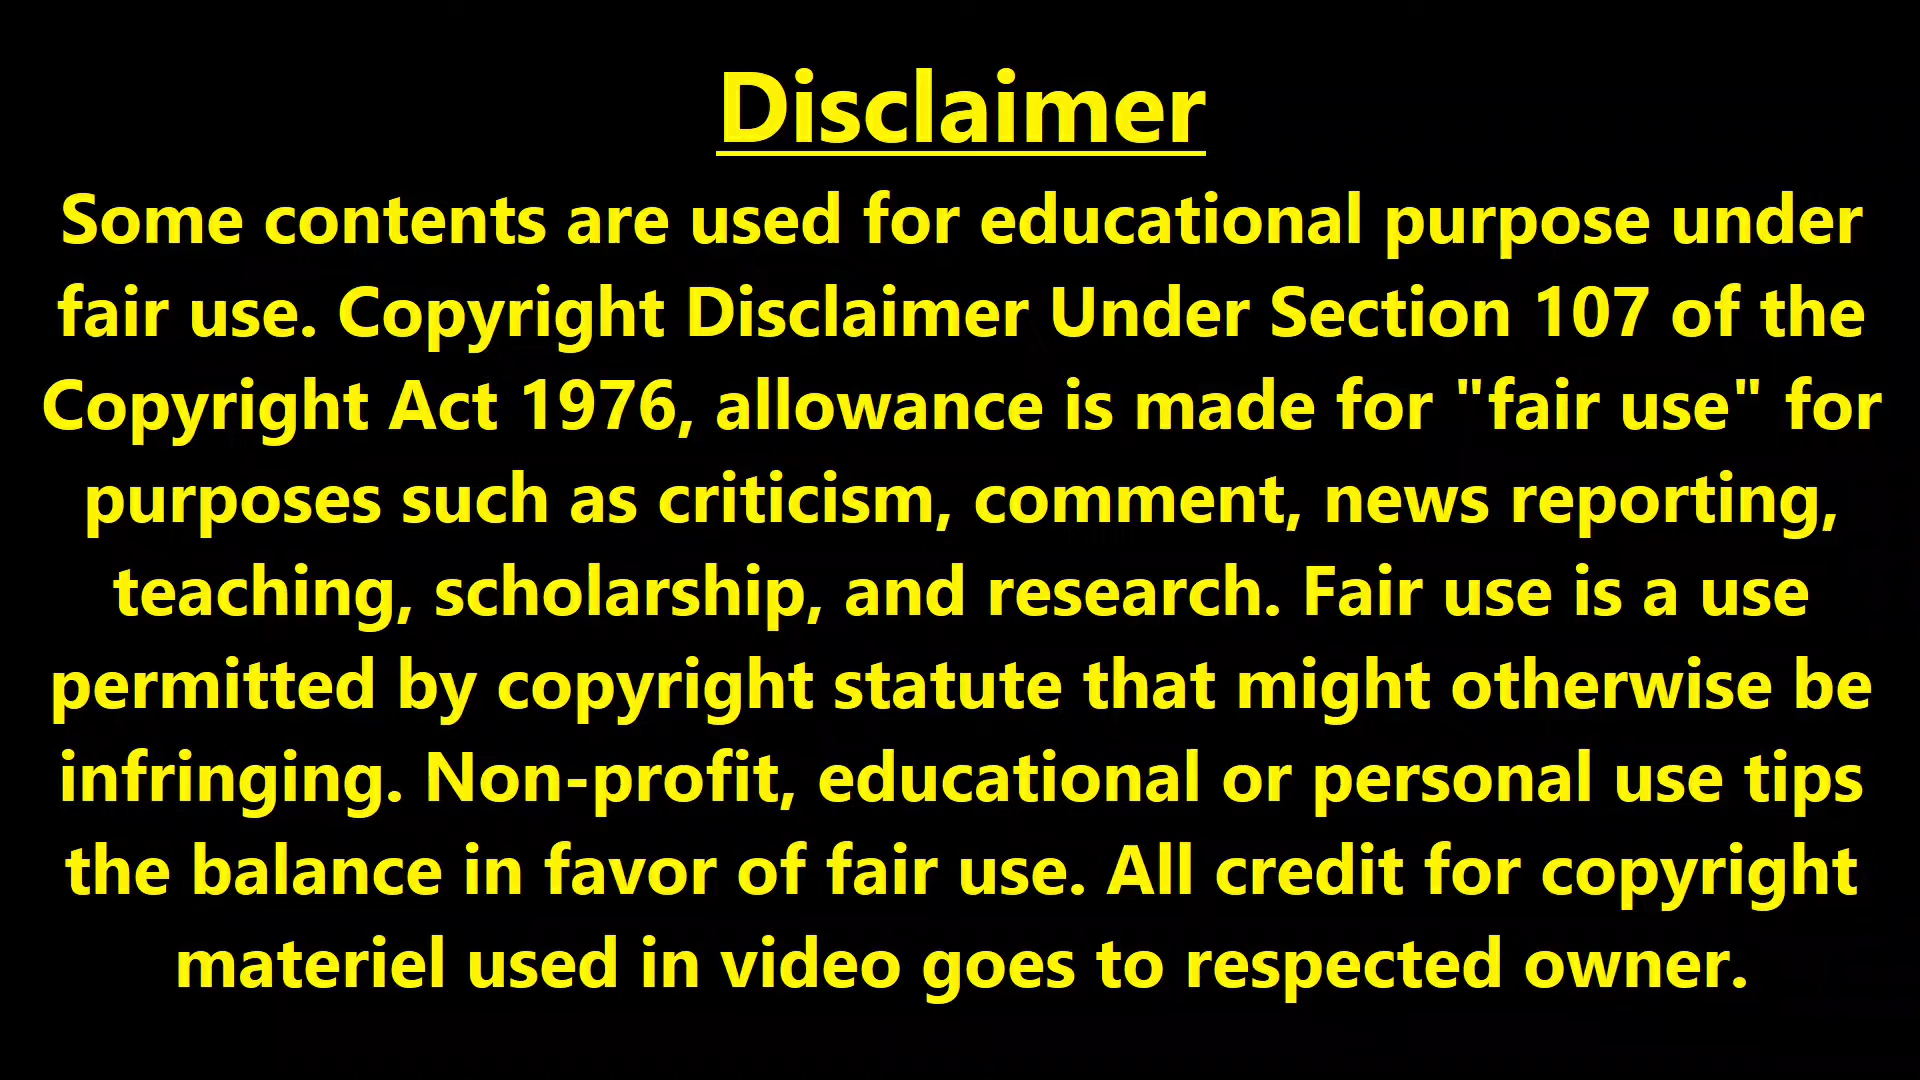 Disclaimer
Some contents are used for educational purpose under
fair use. Copyright Disclaimer Under Section 107 of the
Copyright Act 1976, allowance is made for "fair use" for
purposes such as criticism, comment, news reporting,
teaching, scholarship, and research. Fair use is a use
permitted by copyright statute that might otherwise be
infringing. Non-profit, educational or personal use tips
the balance in favor of fair use. All credit for copyright
materiel used in video goes to respected owner.